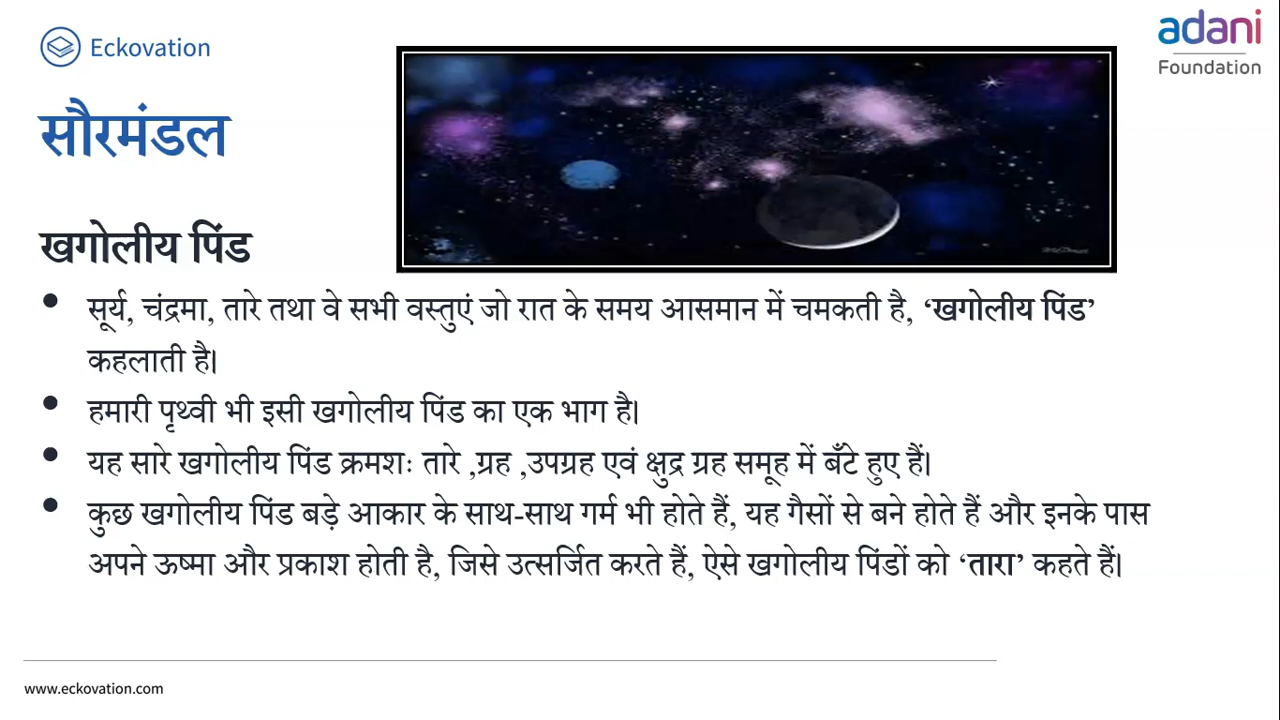 Eckovation
adani
Foundation
सौरमंडल
खगोलीय पिंड
• सूर्य, चंद्रमा, तारे तथा वे सभी वस्तुएं जो रात के समय आसमान में चमकती है, ‘खगोलीय पिंड’
कहलाती है।
• हमारी पृथ्वी भी इसी खगोलीय पिंड का एक भाग है।
• यह सारे खगोलीय पिंड क्रमशः तारे ,ग्रह ,उपग्रह एवं क्षुद्र ग्रह समूह में बँटे हुए हैं।
• कुछ खगोलीय पिंड बड़े आकार के साथ-साथ गर्म भी होते हैं, यह गैसों से बने होते हैं और इनके पास
अपने ऊष्मा और प्रकाश होती है, जिसे उत्सर्जित करते हैं, ऐसे खगोलीय पिंडों को ‘तारा’ कहते हैं।
www.eckovation.com